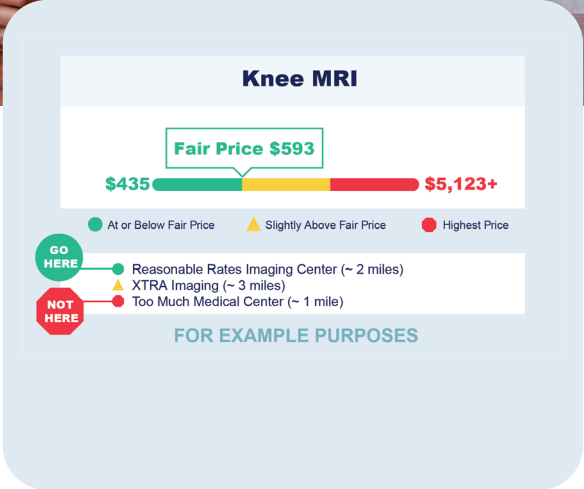 Knee MRI
Fair Price $593
$435 $5,123+
At or Below Fair Price Slightly Above Fair Price Highest Price
GO
HERE
Reasonable Rates Imaging Center (~ 2 miles)
XTRA Imaging (~ 3 miles)
Too Much Medical Center (~ 1 mile)
NOT
HERE
FOR EXAMPLE PURPOSES